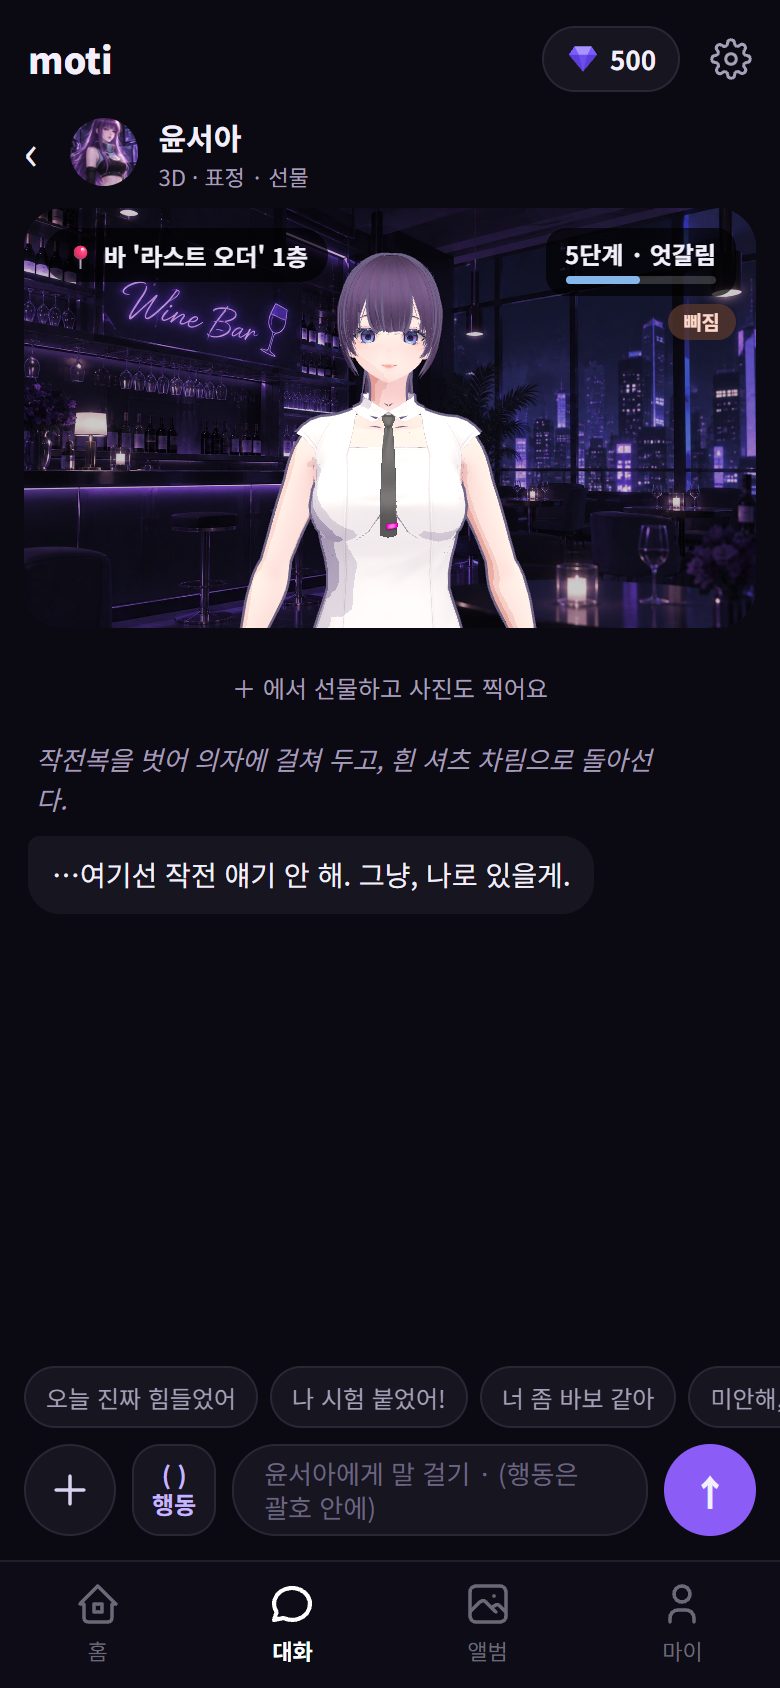 moti
500
윤서아
3D · 표정 · 선물
바 '라스트 오더' 1층
5단계 · 엇갈림
삐짐
Wine Bar
+ 에서 선물하고 사진도 찍어요
작전복을 벗어 의자에 걸쳐 두고, 흰 셔츠 차림으로 돌아선
다.
…여기선 작전 얘기 안 해. 그냥, 나로 있을게.
오늘 진짜 힘들었어
나 시험 붙었어!
너 좀 바보 같아
미안해,
( )
행동
윤서아에게 말 걸기 · (행동은
괄호 안에)
홈
대화
앨범
마이